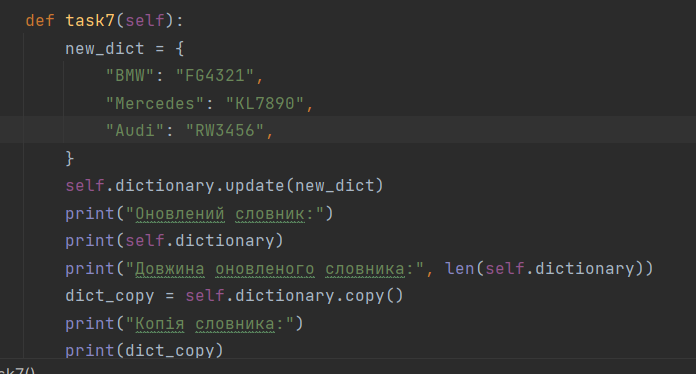 def task7(self):
new_dict = {
"BMW": "FG4321",
"Mercedes": "KL7890",
"Audi": "RW3456",
}
self.dictionary.update(new_dict)
print("Оновлений словник:")
print(self.dictionary)
print("Довжина оновленого словника:", len(self.dictionary))
dict_copy = self.dictionary.copy()
print("Копія словника:")
print(dict_copy)
sk7()